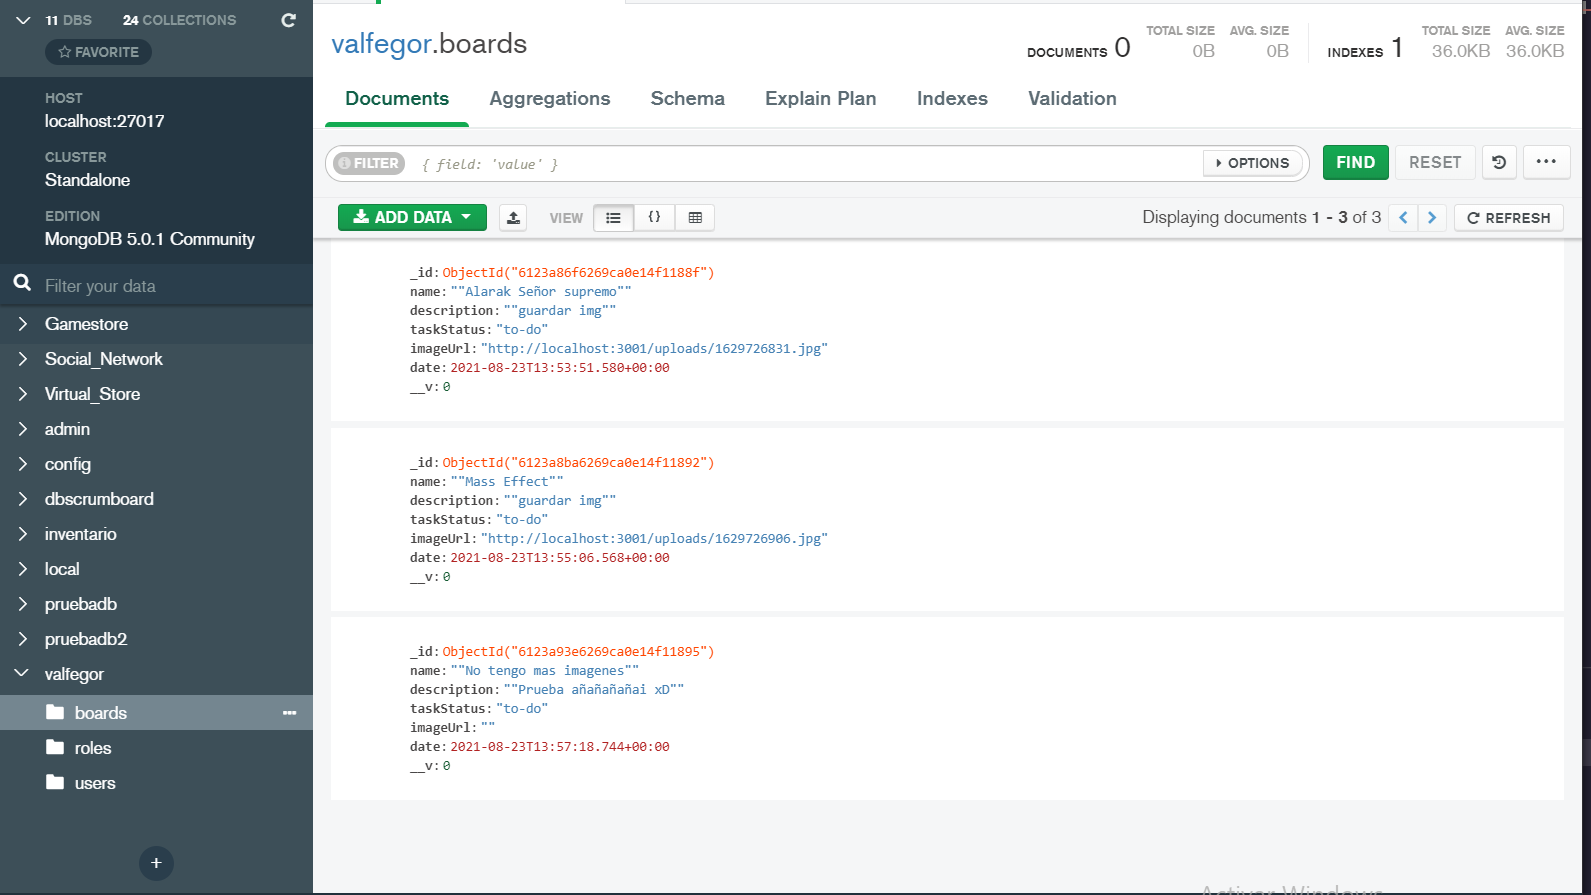 11 DBS 24 COLLECTIONS
FAVORITE
HOST
localhost:27017
CLUSTER
Standalone
EDITION
MongoDB 5.0.1 Community
Filter your data
Gamestore
Social_Network
Virtual_Store
admin
config
dbscrumboard
inventario
local
pruebadb
pruebadb2
valfegor
boards
roles
users
valfegor.boards
DOCUMENTS 0 TOTAL SIZE 0B AVG. SIZE 0B INDEXES 1 TOTAL SIZE 36.0KB AVG. SIZE 36.0KB
Documents Aggregations Schema Explain Plan Indexes Validation
FILTER { field: 'value' } OPTIONS FIND RESET
ADD DATA VIEW {} Displaying documents 1 - 3 of 3 REFRESH
_id: ObjectId("6123a86f6269ca0e14f1188f")
name: ""Alarak Señor supremo""
description: ""guardar img""
taskStatus: "to-do"
imageUrl: "http://localhost:3001/uploads/1629726831.jpg"
date: 2021-08-23T13:53:51.580+00:00
__v: 0
_id: ObjectId("6123a8ba6269ca0e14f11892")
name: ""Mass Effect""
description: ""guardar img""
taskStatus: "to-do"
imageUrl: "http://localhost:3001/uploads/1629726906.jpg"
date: 2021-08-23T13:55:06.568+00:00
__v: 0
_id: ObjectId("6123a93e6269ca0e14f11895")
name: ""No tengo mas imagenes""
description: ""Prueba añañañañai xD""
taskStatus: "to-do"
imageUrl: ""
date: 2021-08-23T13:57:18.744+00:00
__v: 0
Activar Windows